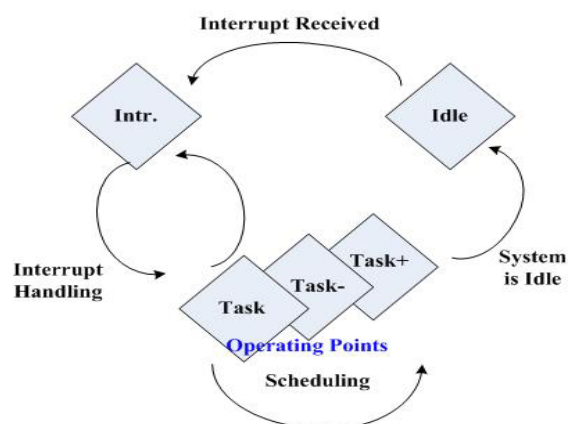 Interrupt Received
Intr.
Idle
Task+
Task-
Task
Interrupt
Handling
System
is Idle
Operating Points
Scheduling